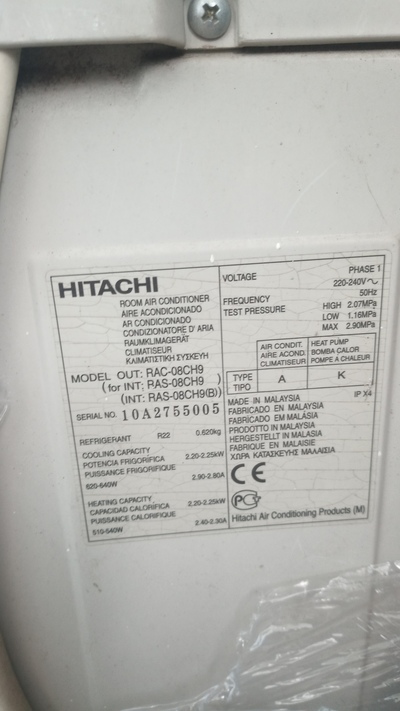 HITACHI
ROOM AIR CONDITIONER
AIRE ACONDICIONADO
AR CONDICIONADO
CONDIZIONATORE D' ARIA
RAUMKLIMAGERÄT
CLIMATISEUR
ΚΛΙΜΑΤΙΣΤΙΚΗ ΣΥΣΚΕΥΗ
MODEL OUT: RAC-08CH9
(for INT; RAS-08CH9 )
(INT: RAS-08CH9(B))
SERIAL NO. 10A2755005
REFRIGERANT R22 0.620kg
COOLING CAPACITY 2.20-2.25kW
POTENCIA FRIGORIFICA
PUISSANCE FRIGORIFIQUE 2.90-2.80A
620-640W
HEATING CAPACITY 2.20-2.25kW
CAPACIDAD CALORIFICA
PUISSANCE CALORIFIQUE 2.40-2.30A
510-540W
VOLTAGE PHASE 1
220-240V~
FREQUENCY 50Hz
TEST PRESSURE HIGH 2.07MPa
LOW 1.16MPa
MAX 2.90MPa
AIR CONDIT. HEAT PUMP
AIRE ACOND. BOMBA CALOR
CLIMATISEUR POMPE A CHALEUR
TYPE A K
TIPO
MADE IN MALAYSIA IP X4
FABRICADO EN MALAYSIA
FABRICADO EM MALÁSIA
PRODOTTO IN MALAYSIA
HERGESTELLT IN MALAYSIA
FABRIQUE EN MALAISIE
ΧΩΡΑ ΚΑΤΑΣΚΕΥΗΣ ΜΑΛΑΙΣΙΑ
CE
Hitachi Air Conditioning Products (M)